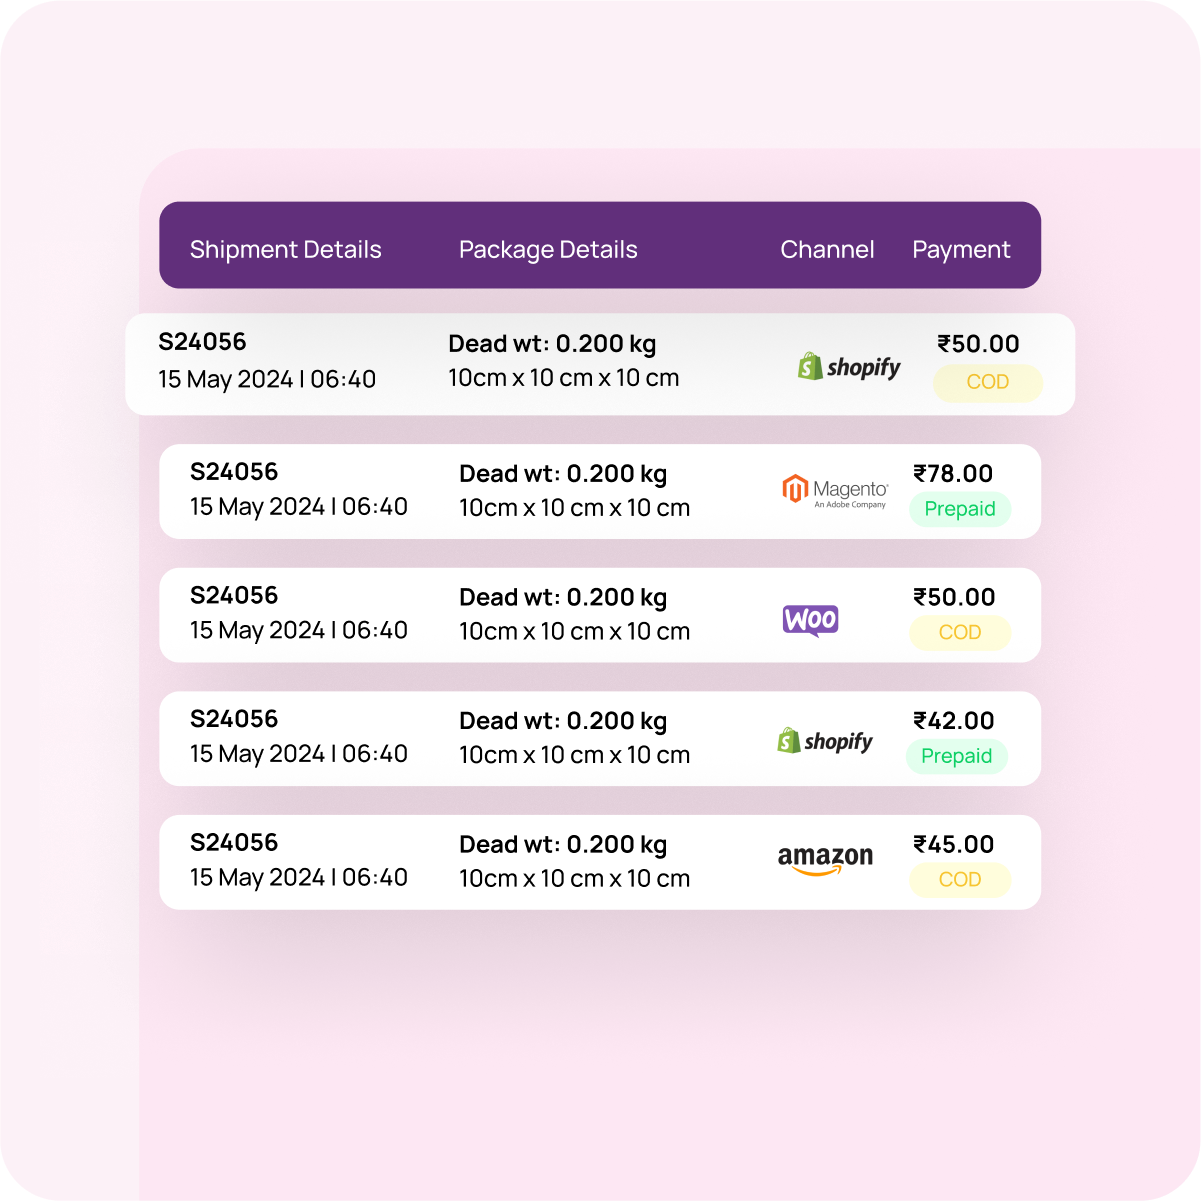 Shipment Details Package Details Channel Payment
S24056 Dead wt: 0.200 kg ₹50.00
15 May 2024 | 06:40 10cm x 10 cm x 10 cm shopify COD
S24056 Dead wt: 0.200 kg ₹78.00
15 May 2024 | 06:40 10cm x 10 cm x 10 cm Magento® Prepaid
An Adobe Company
S24056 Dead wt: 0.200 kg ₹50.00
15 May 2024 | 06:40 10cm x 10 cm x 10 cm WOO COD
S24056 Dead wt: 0.200 kg ₹42.00
15 May 2024 | 06:40 10cm x 10 cm x 10 cm shopify Prepaid
S24056 Dead wt: 0.200 kg ₹45.00
15 May 2024 | 06:40 10cm x 10 cm x 10 cm amazon COD